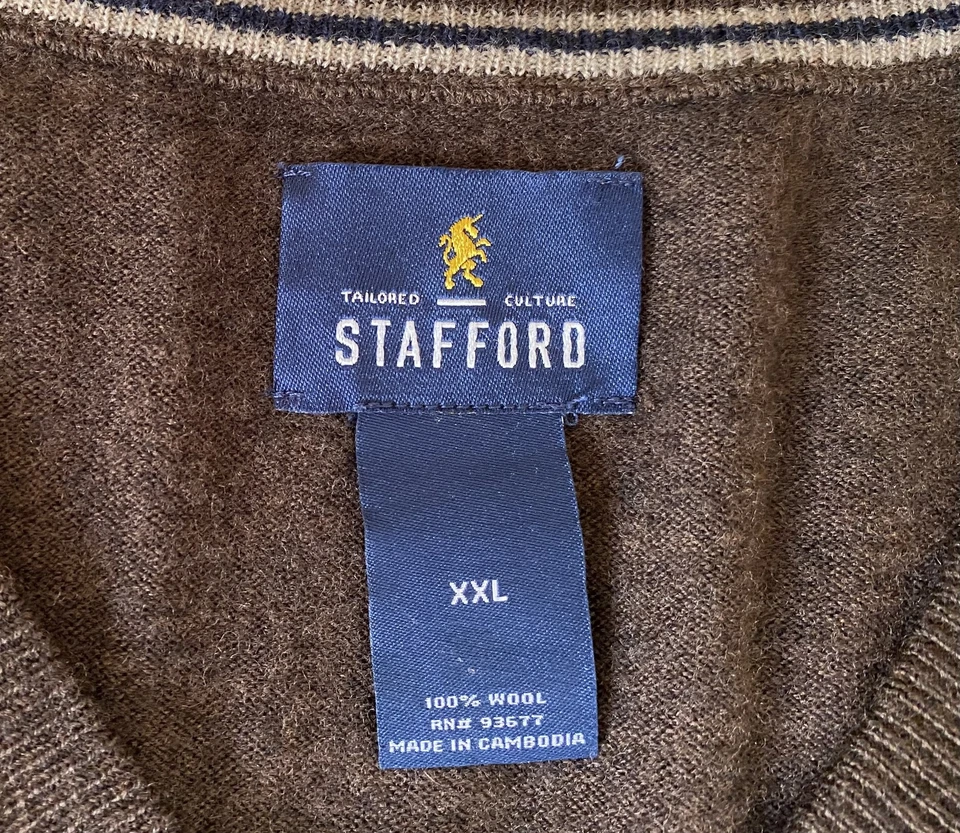 TAILORED CULTURE
STAFFORD
XXL
100% WOOL
RN# 93677
MADE IN CAMBODIA